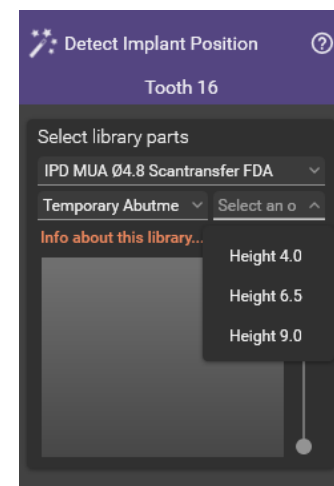 Detect Implant Position
Tooth 16
Select library parts
IPD MUA Ø4.8 Scantransfer FDA
Temporary Abutme Select an o
Info about this library...
Height 4.0
Height 6.5
Height 9.0